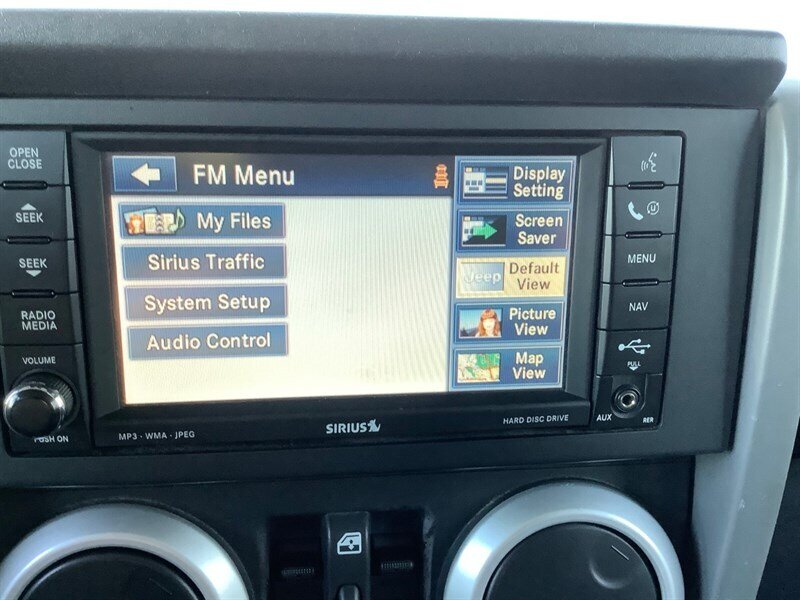 OPEN
CLOSE
SEEK
SEEK
RADIO
MEDIA
VOLUME
PUSH ON
FM Menu
My Files
Sirius Traffic
System Setup
Audio Control
Display
Setting
Screen
Saver
Jeep
Default
View
Picture
View
Map
View
MENU
NAV
PULL
AUX
RER
MP3 - WMA - JPEG
SIRIUS
HARD DISC DRIVE